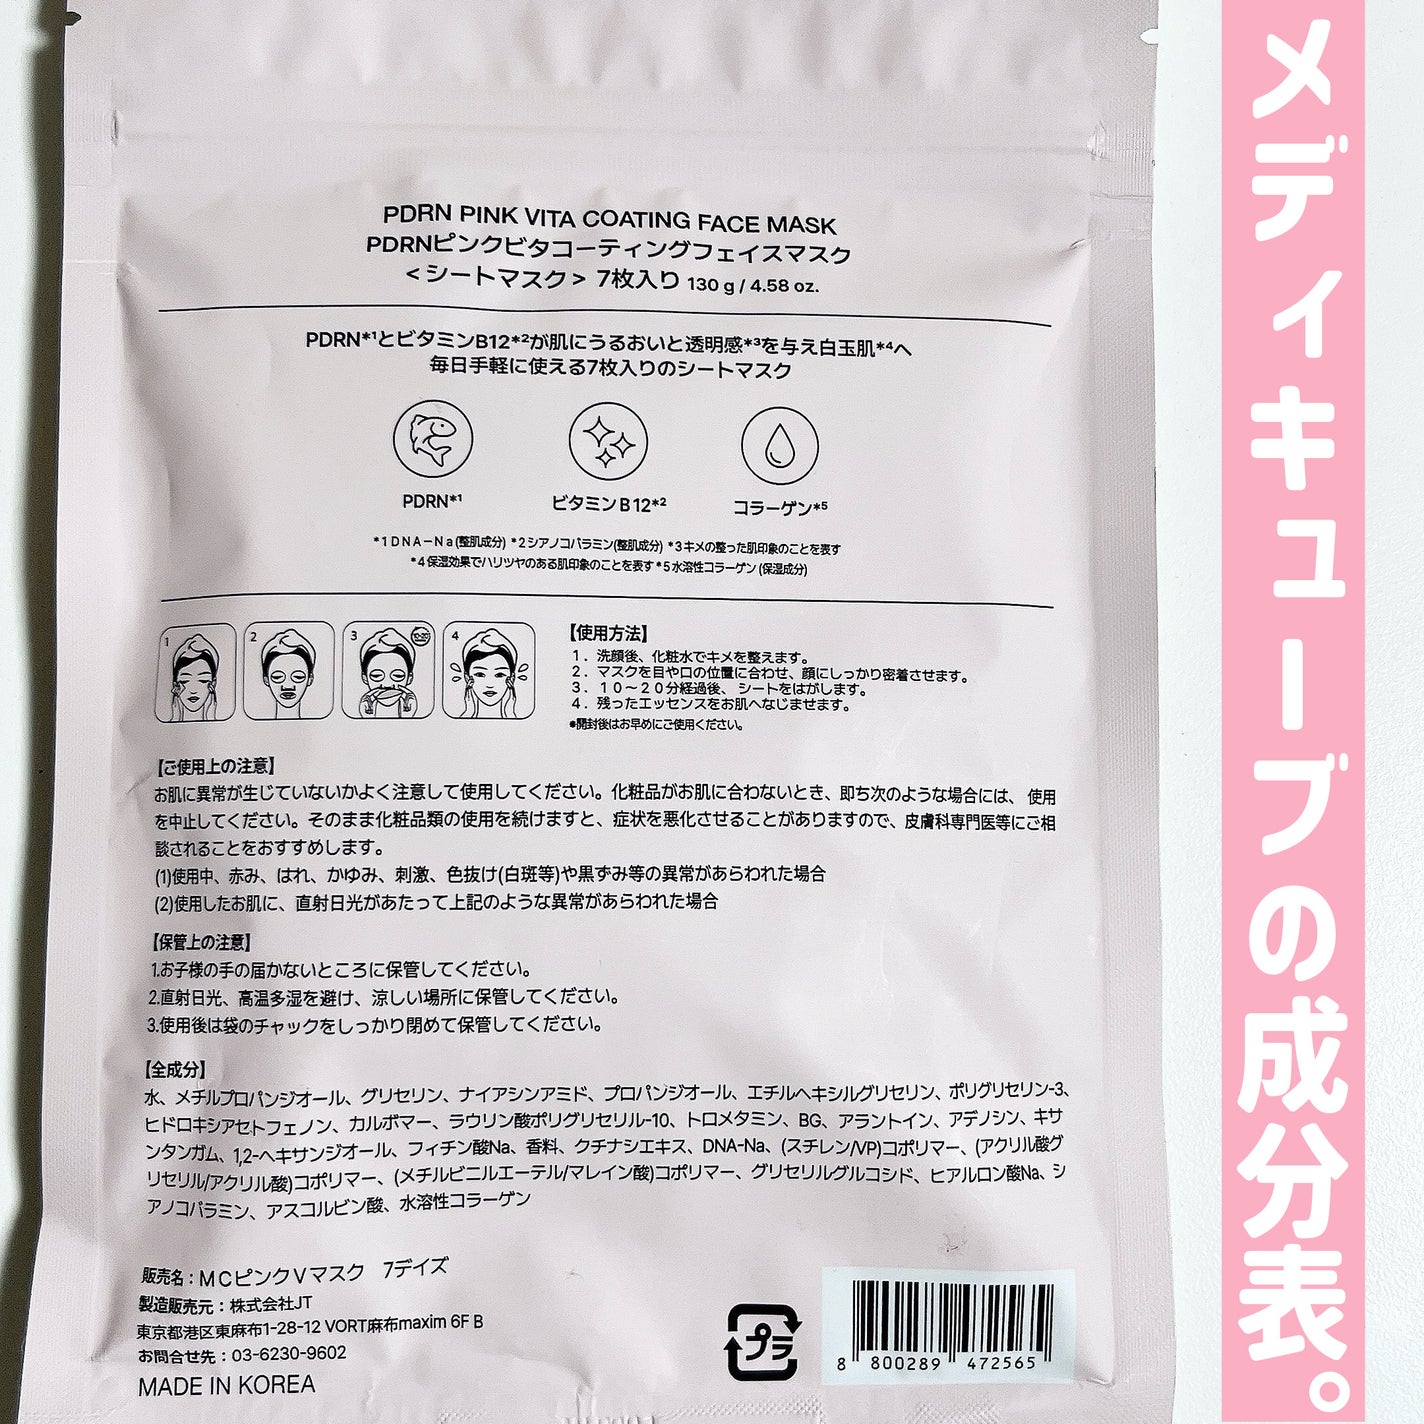 PDRN PINK VITA COATING FACE MASK
PDRNピンクビタコーティングフェイスマスク
<シートマスク> 7枚入り 130 g / 4.58 oz.
PDRN*¹とビタミンB12*²が肌にうるおいと透明感*³を与え白玉肌*⁴へ
毎日手軽に使える7枚入りのシートマスク
PDRN*¹
ビタミンB12*²
コラーゲン*⁵
*1 DNA-Na(整肌成分) *2 シアノコバラミン(整肌成分) *3 キメの整った肌印象のことを表す
*4 保湿効果でハリツヤのある肌印象のことを表す *5 水溶性コラーゲン (保湿成分)
1
2
3
4
【使用方法】
1. 洗顔後、化粧水でキメを整えます。
2. マスクを目や口の位置に合わせ、顔にしっかり密着させます。
3. 10～20分経過後、シートをはがします。
4. 残ったエッセンスをお肌へなじませます。
*開封後はお早めにご使用ください。
【ご使用上の注意】
お肌に異常が生じていないかよく注意して使用してください。化粧品がお肌に合わないとき、即ち次のような場合には、使用
を中止してください。そのまま化粧品類の使用を続けますと、症状を悪化させることがありますので、皮膚科専門医等にご相
談されることをおすすめします。
(1)使用中、赤み、はれ、かゆみ、刺激、色抜け(白斑等)や黒ずみ等の異常があらわれた場合
(2)使用したお肌に、直射日光があたって上記のような異常があらわれた場合
【保管上の注意】
1.お子様の手の届かないところに保管してください。
2.直射日光、高温多湿を避け、涼しい場所に保管してください。
3.使用後は袋のチャックをしっかり閉めて保管してください。
【全成分】
水、メチルプロパンジオール、グリセリン、ナイアシンアミド、プロパンジオール、エチルヘキシルグリセリン、ポリグリセリン-3、
ヒドロキシアセトフェノン、カルボマー、ラウリン酸ポリグリセリル-10、トロメタミン、BG、アラントイン、アデノシン、キサ
ンタンガム、1,2-ヘキサンジオール、フィチン酸Na、香料、クチナシエキス、DNA-Na、(スチレン/VP)コポリマー、(アクリル酸グ
リセリル/アクリル酸)コポリマー、(メチルビニルエーテル/マレイン酸)コポリマー、グリセリルグルコシド、ヒアルロン酸Na、シ
アノコバラミン、アスコルビン酸、水溶性コラーゲン
販売名：MCピンクVマスク 7デイズ
製造販売元：株式会社JT
東京都港区東麻布1-28-12 VORT麻布maxim 6F B
お問合せ先：03-6230-9602
MADE IN KOREA
プラ
8 800289 472565
メディキューブの成分表。